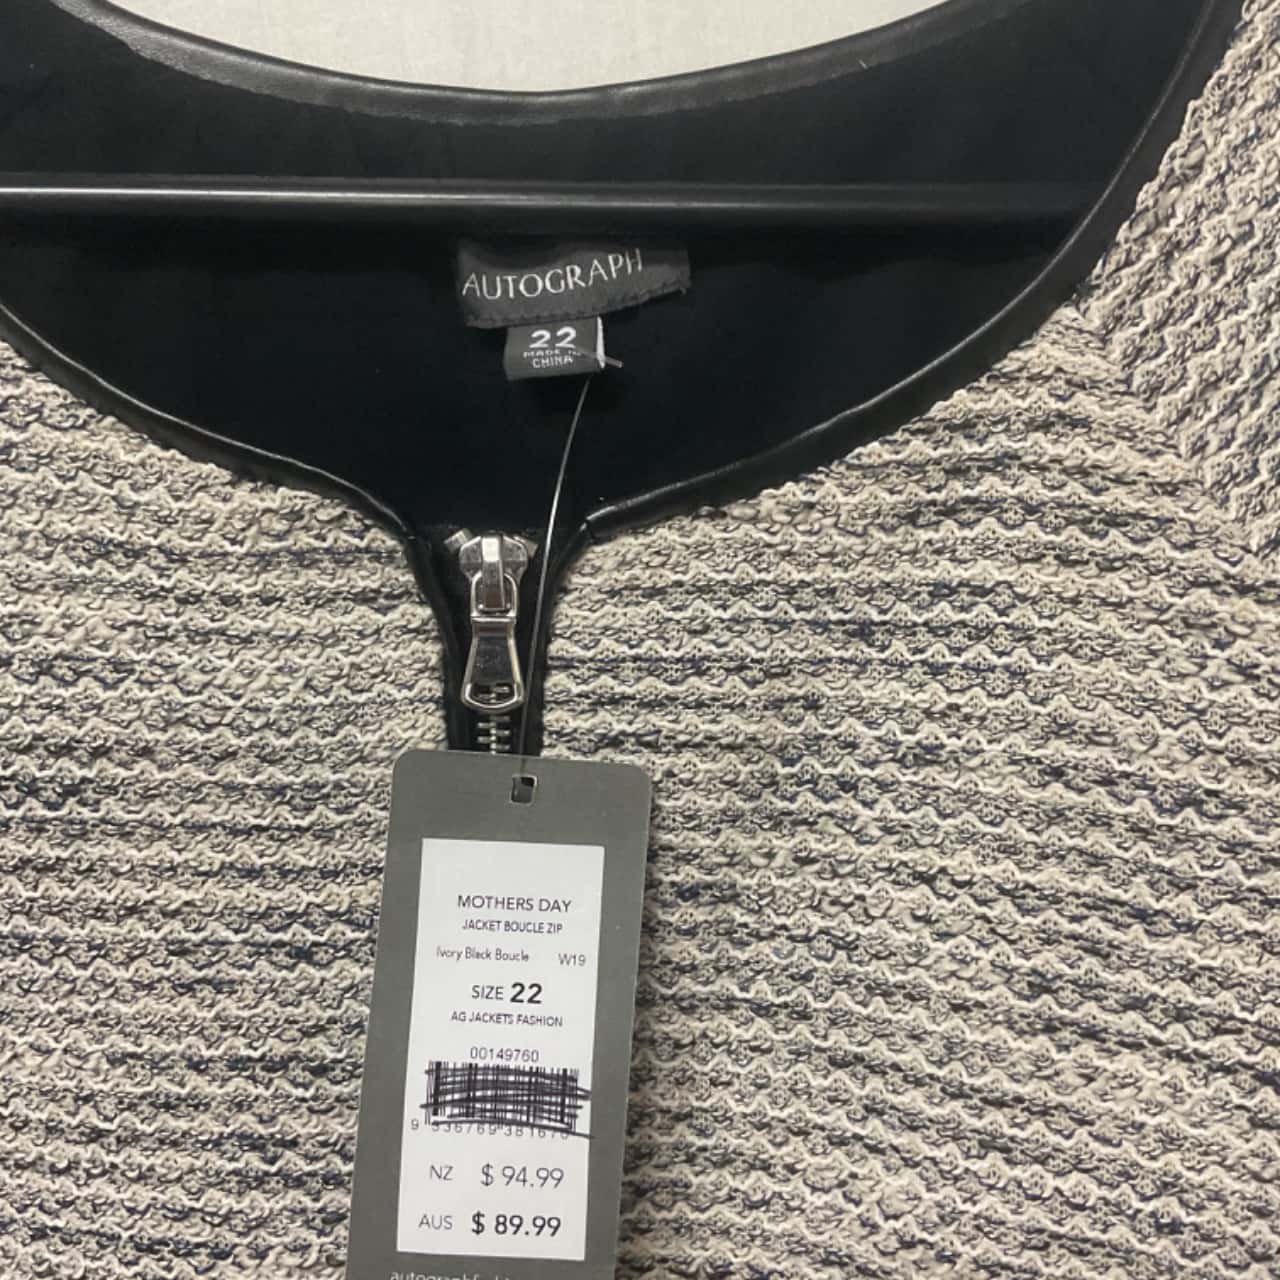 AUTOGRAPH
22
MADE IN
CHINA
MOTHERS DAY
JACKET BOUCLE ZIP
Ivory Black Boucle W19
SIZE 22
AG JACKETS FASHION
00149760
NZ $ 94.99
AUS $ 89.99